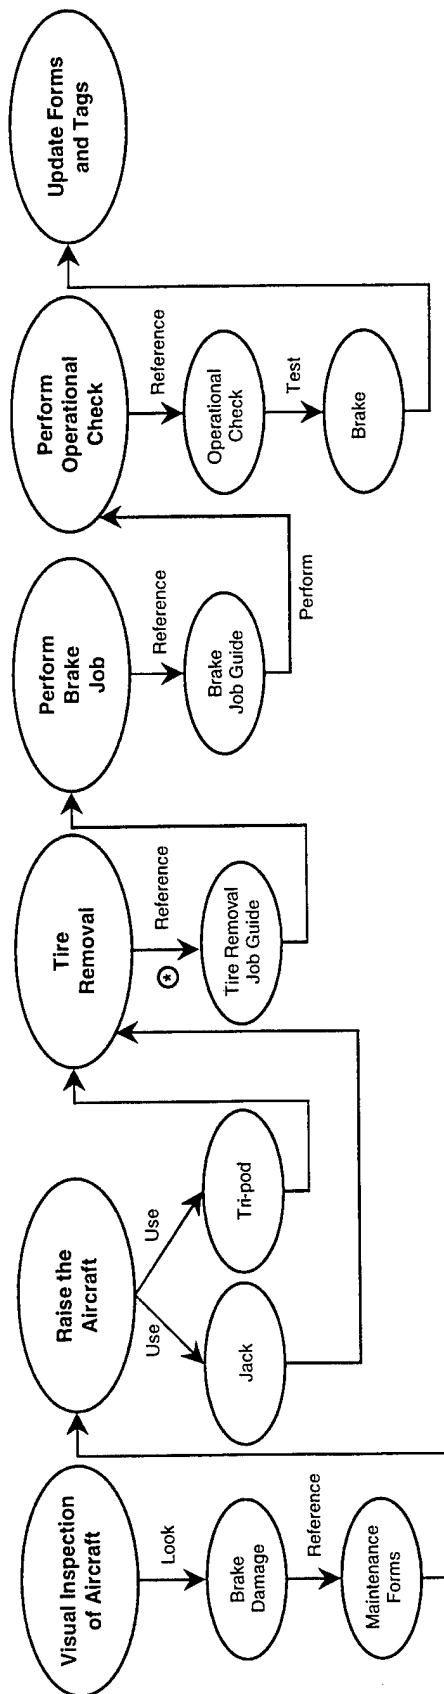 Visual Inspection
of Aircraft
Look
Brake
Damage
Reference
Maintenance
Forms
Raise the
Aircraft
Use
Use
Jack
Tri-pod
Tire
Removal
*
Reference
Tire Removal
Job Guide
Perform
Brake
Job
Reference
Brake
Job Guide
Perform
Perform
Operational
Check
Reference
Operational
Check
Test
Brake
Update Forms
and Tags